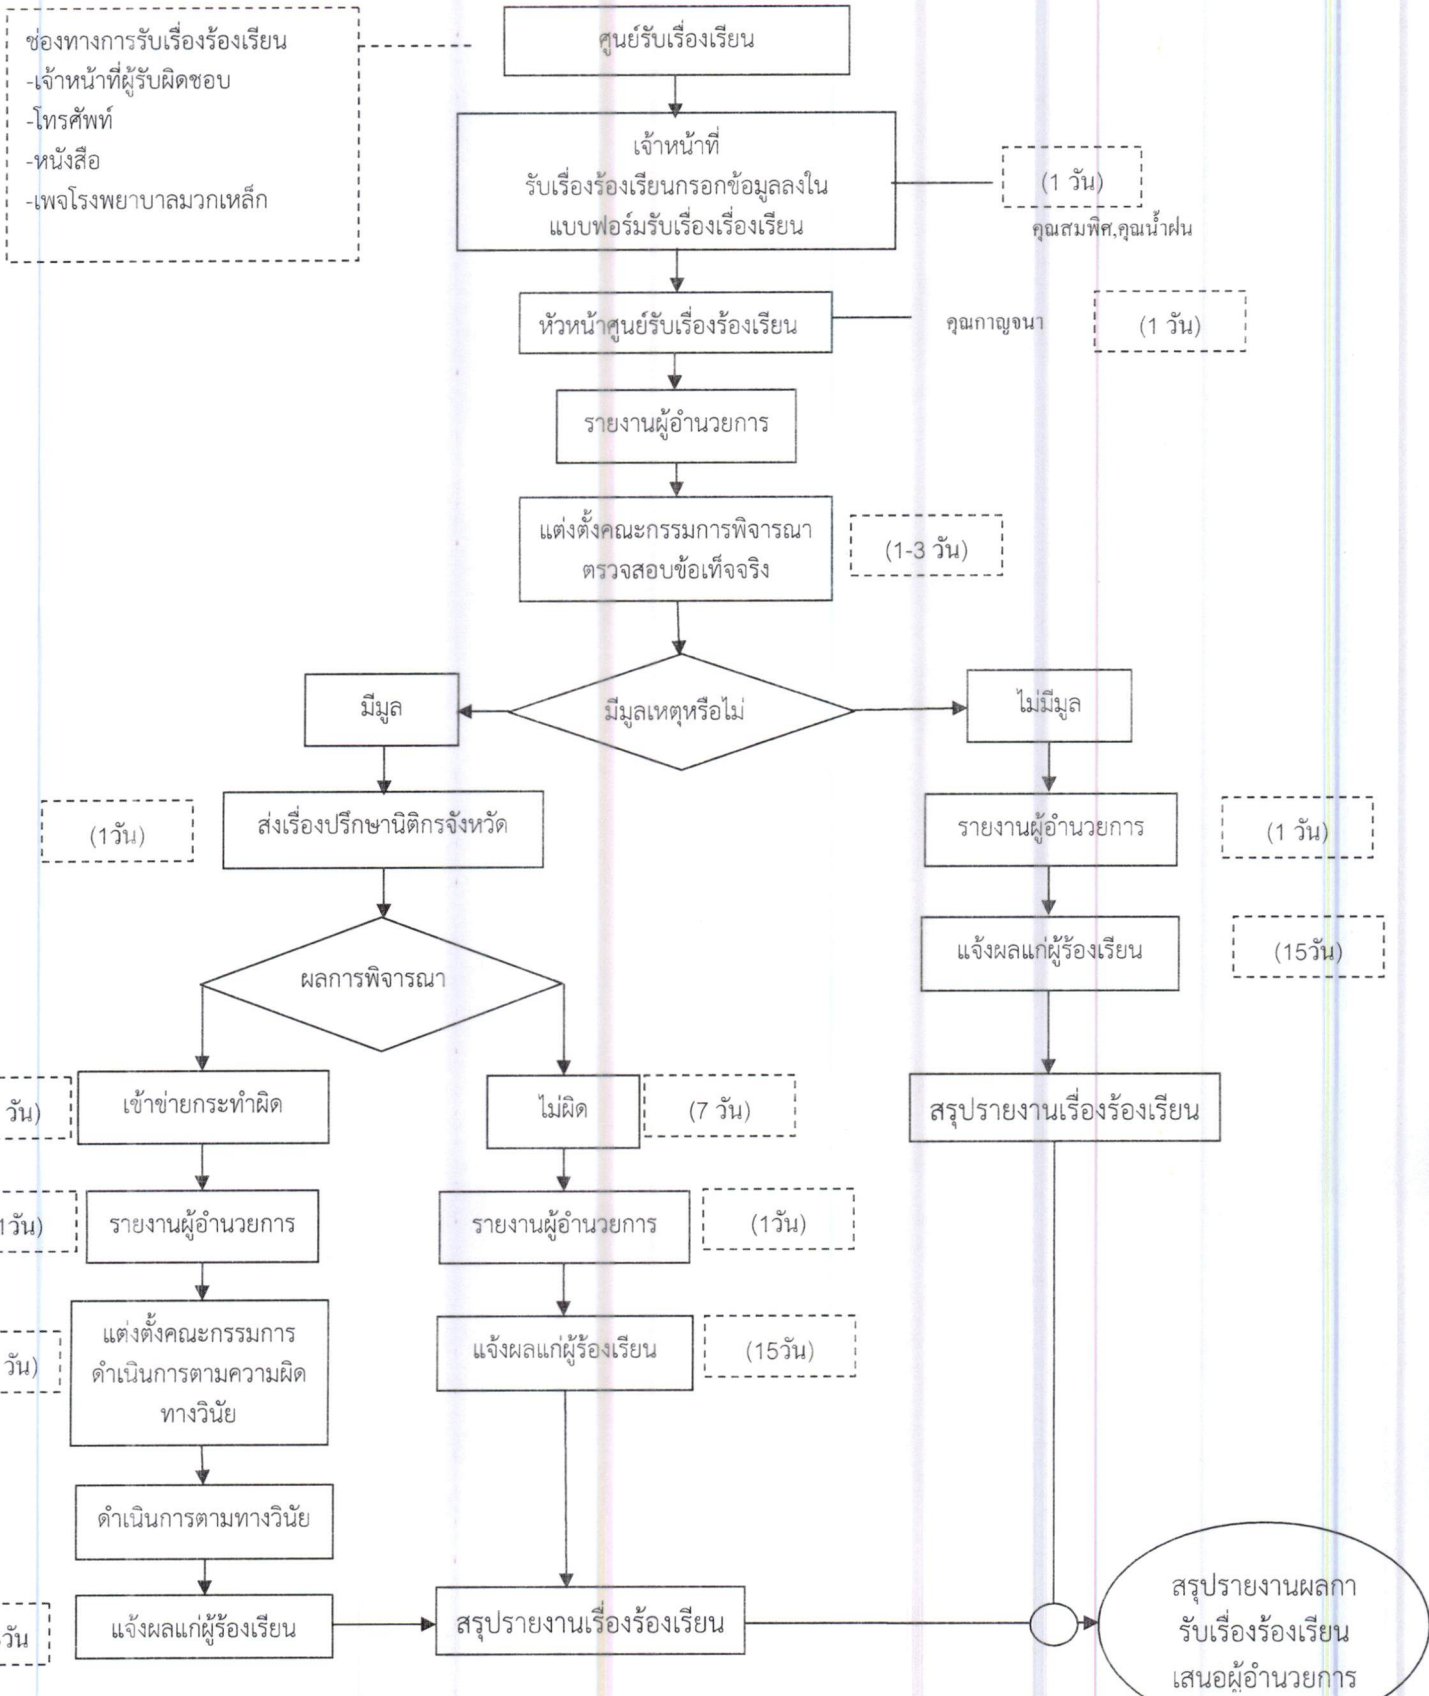 ช่องทางการรับเรื่องร้องเรียน
-เจ้าหน้าที่ผู้รับผิดชอบ
-โทรศัพท์
-หนังสือ
-เพจโรงพยาบาลมวกเหล็ก
ศูนย์รับเรื่องเรียน
เจ้าหน้าที่
รับเรื่องร้องเรียนกรอกข้อมูลลงใน
แบบฟอร์มรับเรื่องเรื่องเรียน
(1 วัน)
คุณสมพิศ,คุณน้ำฝน
หัวหน้าศูนย์รับเรื่องร้องเรียน
คุณกาญจนา
(1 วัน)
รายงานผู้อำนวยการ
แต่งตั้งคณะกรรมการพิจารณา
ตรวจสอบข้อเท็จจริง
(1-3 วัน)
มีมูล
มีมูลเหตุหรือไม่
ไม่มีมูล
(1วัน)
ส่งเรื่องปรึกษานิติกรจังหวัด
รายงานผู้อำนวยการ
(1 วัน)
ผลการพิจารณา
แจ้งผลแก่ผู้ร้องเรียน
(15วัน)
วัน)
เข้าข่ายกระทำผิด
ไม่ผิด
(7 วัน)
สรุปรายงานเรื่องร้องเรียน
1วัน)
รายงานผู้อำนวยการ
รายงานผู้อำนวยการ
(1วัน)
วัน)
แต่งตั้งคณะกรรมการ
ดำเนินการตามความผิด
ทางวินัย
แจ้งผลแก่ผู้ร้องเรียน
(15วัน)
ดำเนินการตามทางวินัย
วัน
แจ้งผลแก่ผู้ร้องเรียน
สรุปรายงานเรื่องร้องเรียน
สรุปรายงานผลกา
รับเรื่องร้องเรียน
เสนอผู้อำนวยการ